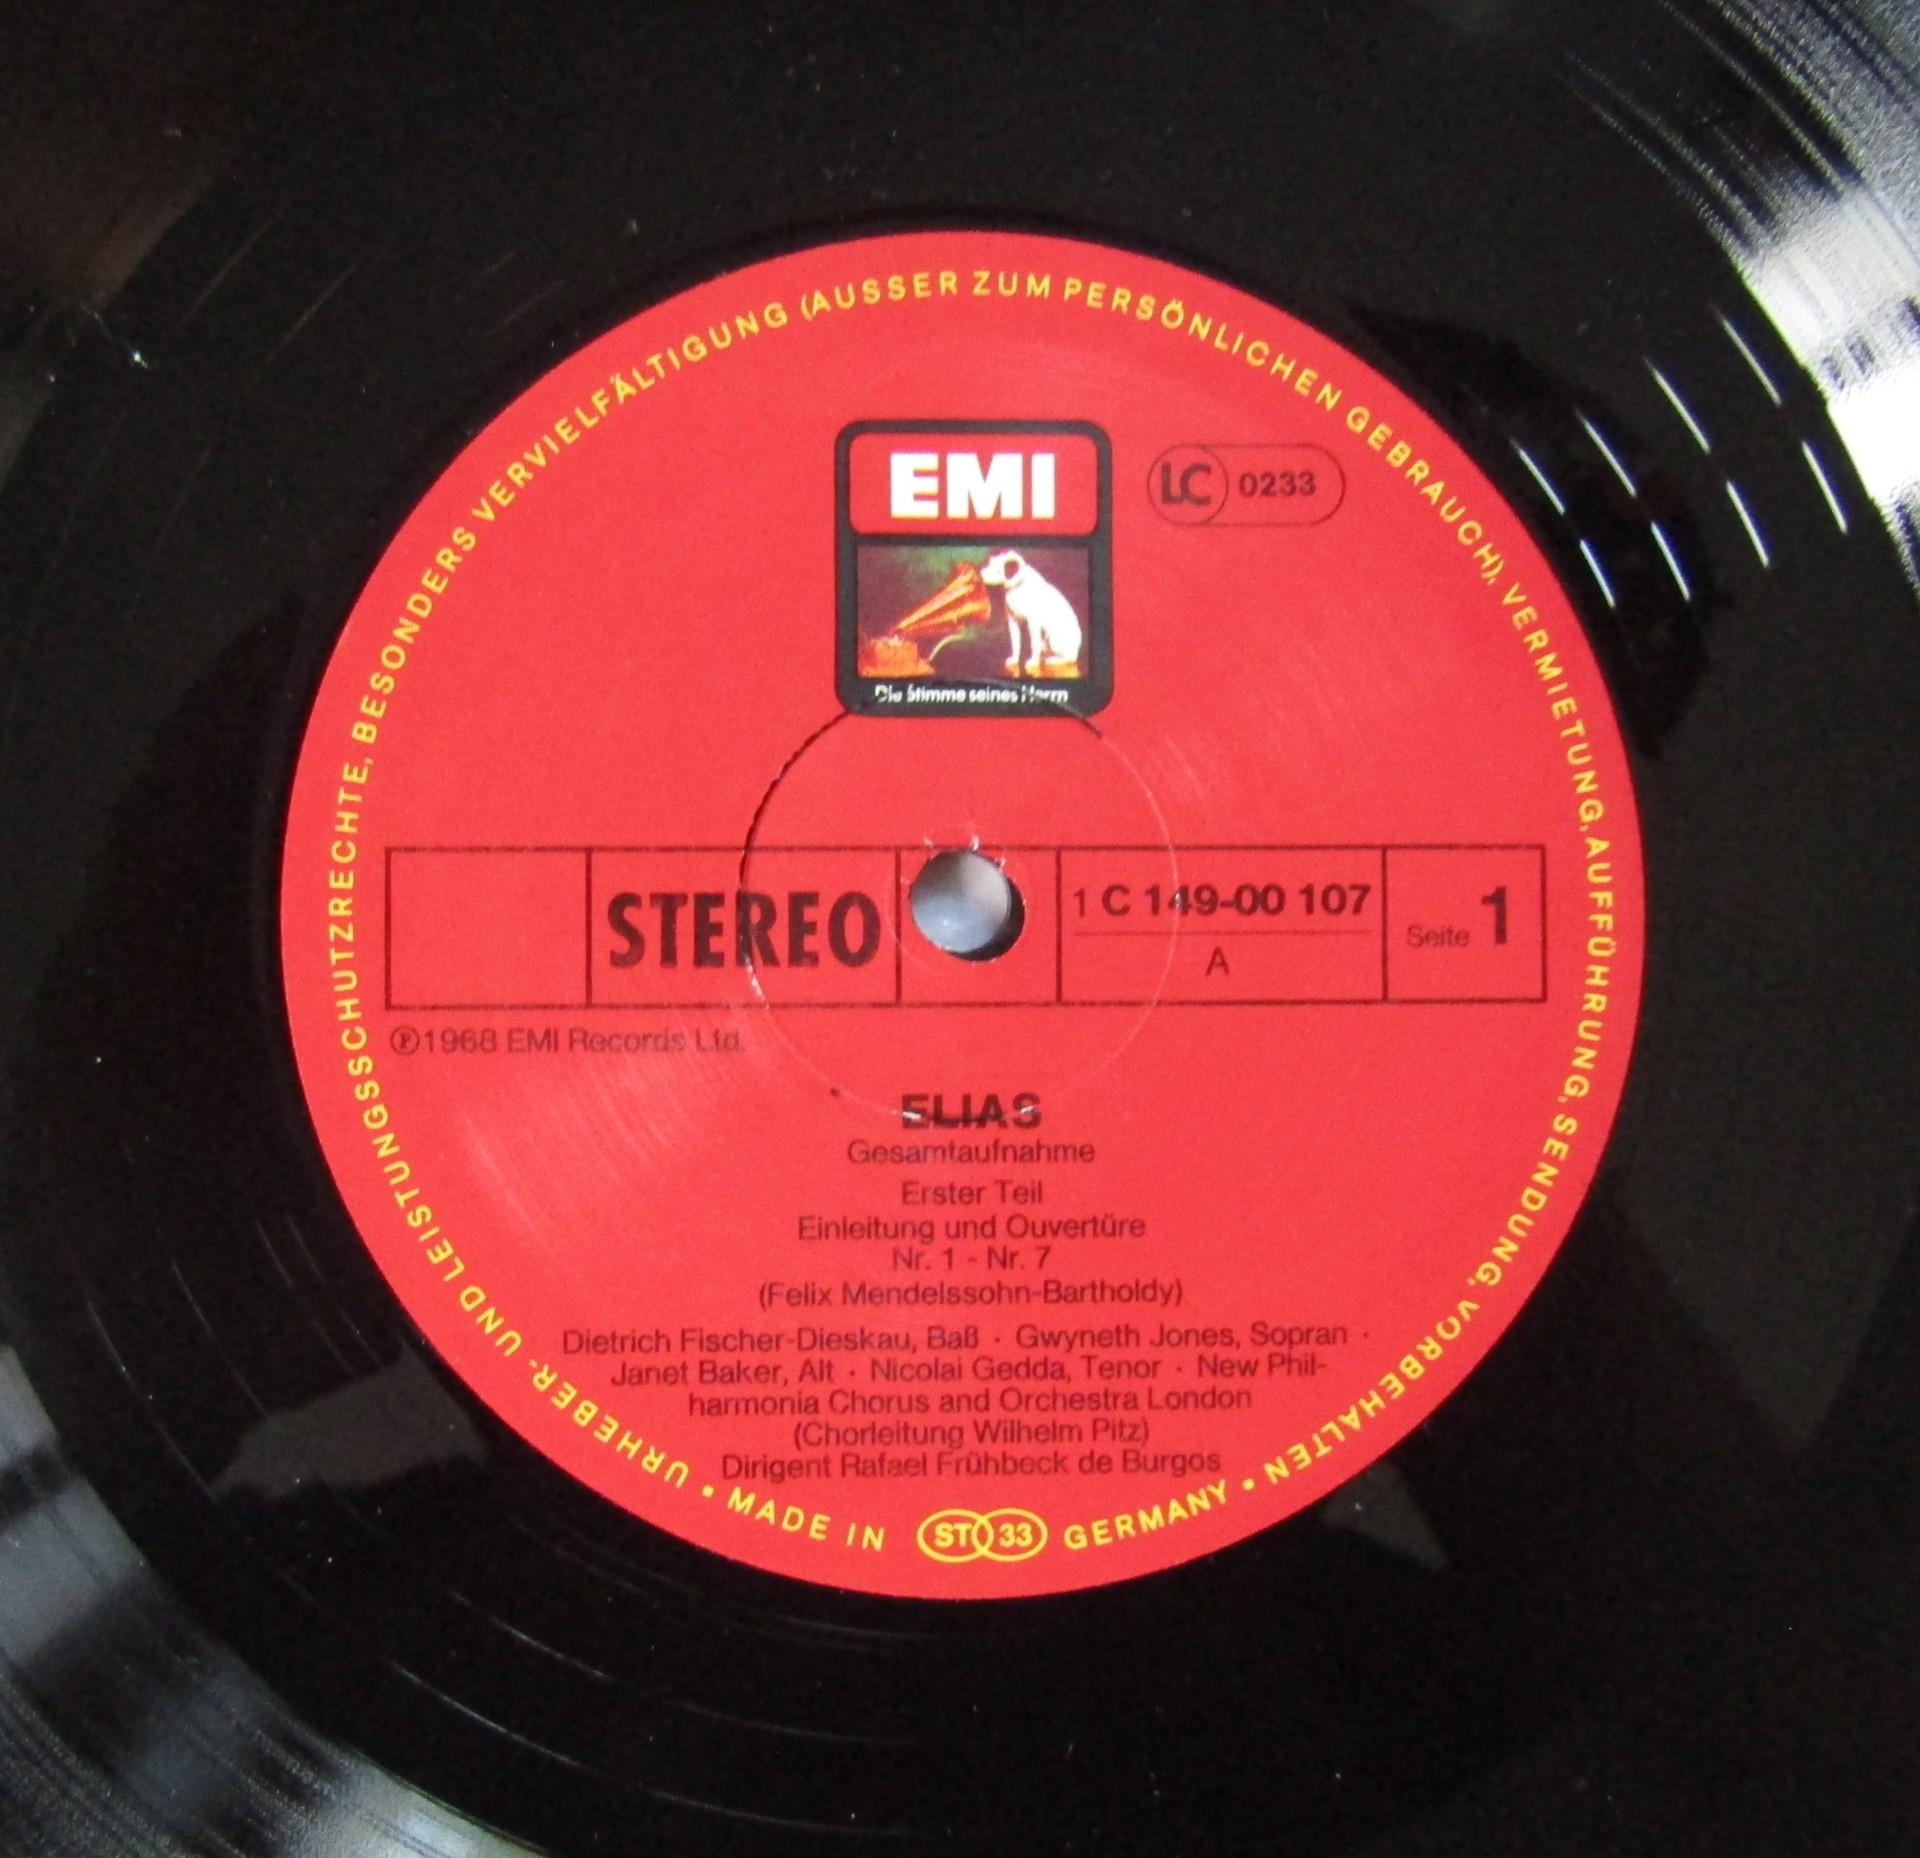 URHEBER- UND LEISTUNGSSCHUTZRECHTE, BESONDERS VERVIELFÄLTIGUNG (AUSSER ZUM PERSÖNLICHEN GEBRAUCH), VERMIETUNG, AUFFÜHRUNG, SENDUNG, VORBEHALTEN
EMI
LC 0233
Die Stimme seines Herrn
STEREO
1 C 149-00 107
A
Seite 1
℗1968 EMI Records Ltd.
ELIAS
Gesamtaufnahme
Erster Teil
Einleitung und Ouvertüre
Nr. 1 - Nr. 7
(Felix Mendelssohn-Bartholdy)
Dietrich Fischer-Dieskau, Baß · Gwyneth Jones, Sopran ·
Janet Baker, Alt · Nicolai Gedda, Tenor · New Phil-
harmonia Chorus and Orchestra London
(Chorleitung Wilhelm Pitz)
Dirigent Rafael Frühbeck de Burgos
• MADE IN ST 33 GERMANY •